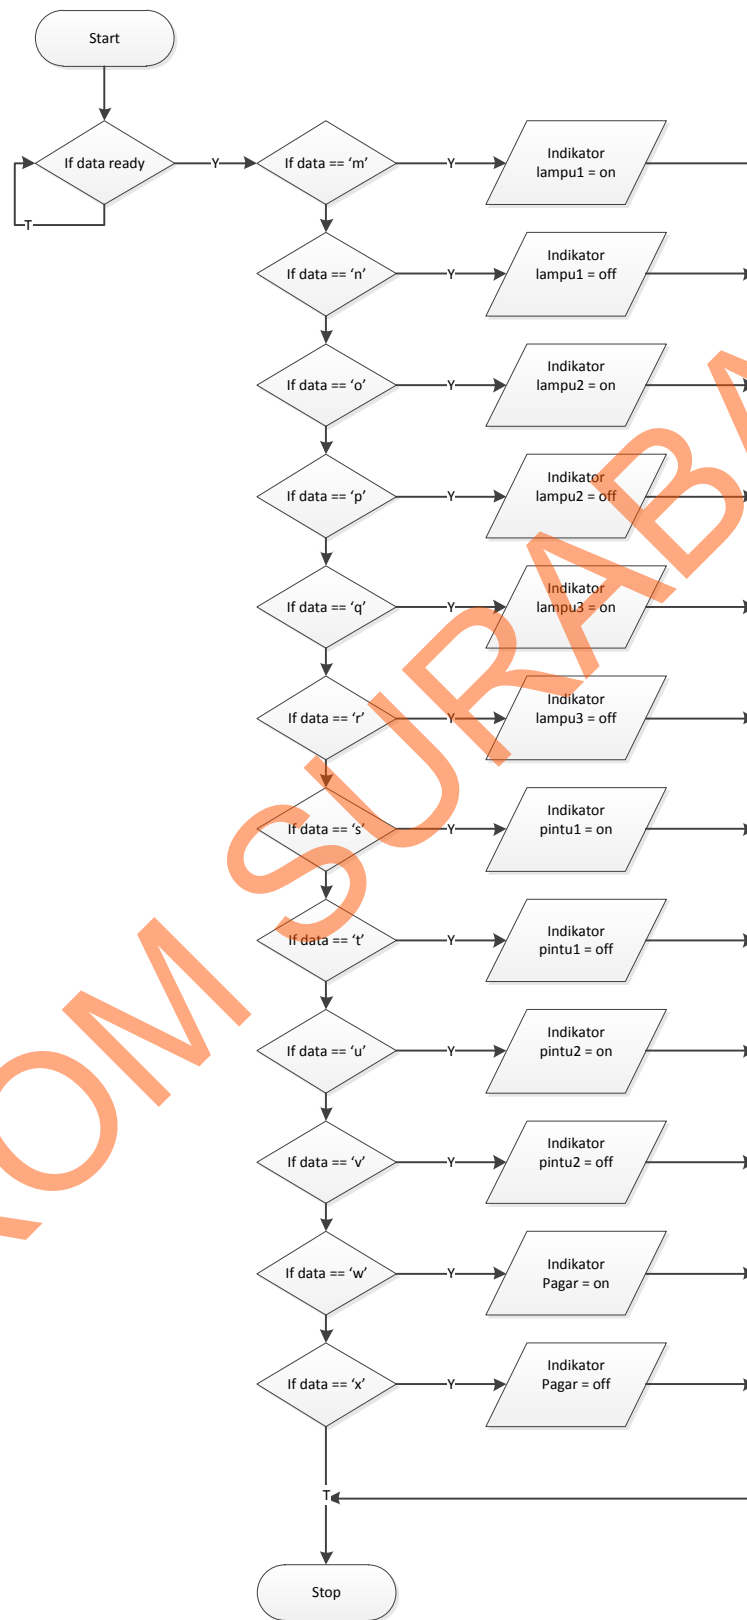 Start
If data ready
Y
T
If data == ‘m’
Y
Indikator
lampu1 = on
If data == ‘n’
Y
Indikator
lampu1 = off
If data == ‘o’
Y
Indikator
lampu2 = on
If data == ‘p’
Y
Indikator
lampu2 = off
If data == ‘q’
Y
Indikator
lampu3 = on
If data == ‘r’
Y
Indikator
lampu3 = off
If data == ‘s’
Y
Indikator
pintu1 = on
If data == ‘t’
Y
Indikator
pintu1 = off
If data == ‘u’
Y
Indikator
pintu2 = on
If data == ‘v’
Y
Indikator
pintu2 = off
If data == ‘w’
Y
Indikator
Pagar = on
If data == ‘x’
Y
Indikator
Pagar = off
T
Stop
OM SURABA